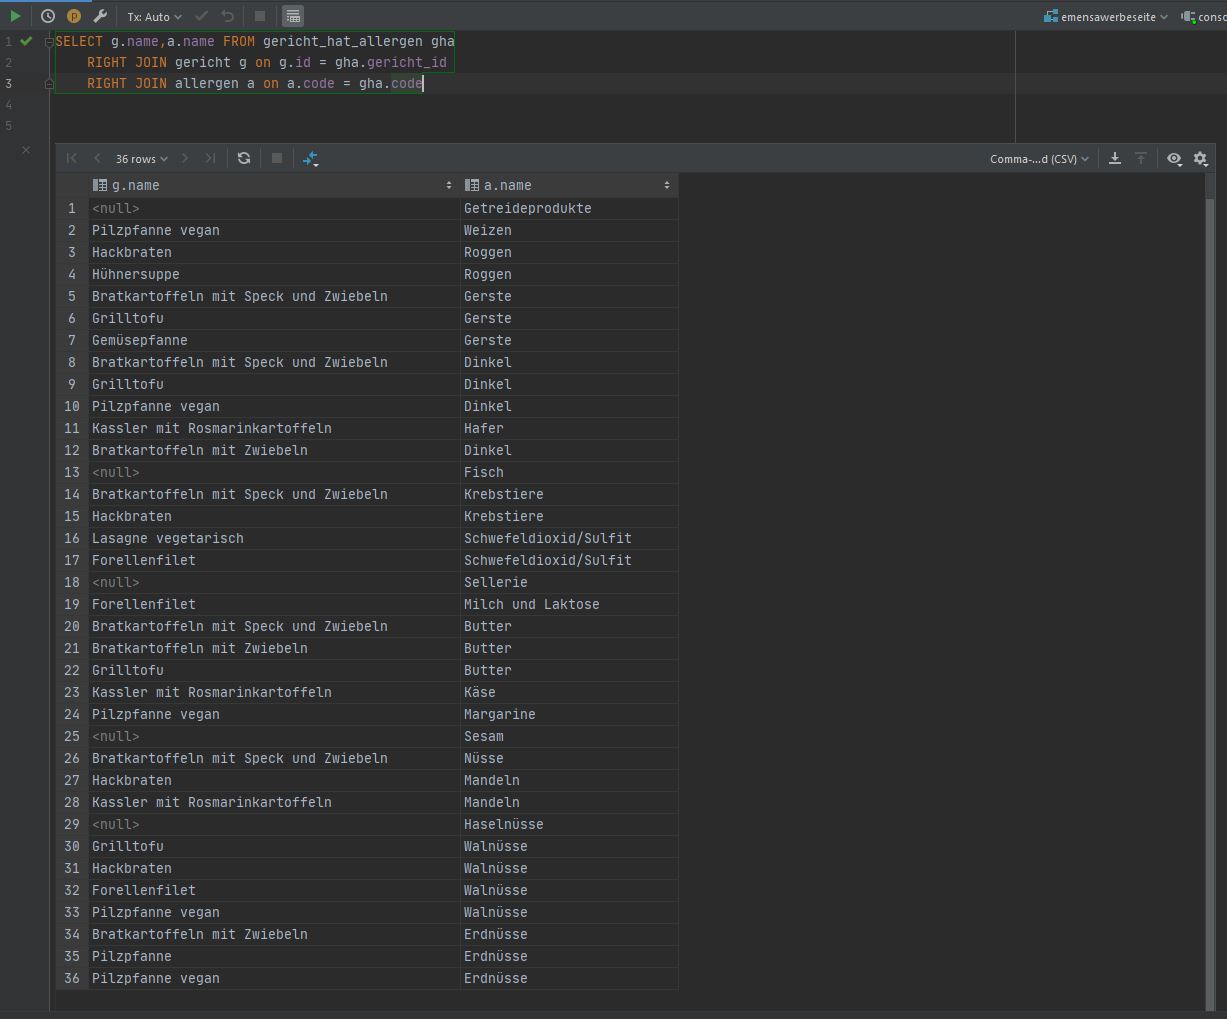 Tx: Auto
emensawerbeseite
1 SELECT g.name,a.name FROM gericht_hat_allergen gha
2 RIGHT JOIN gericht g on g.id = gha.gericht_id
3 RIGHT JOIN allergen a on a.code = gha.code
4
5
36 rows Comma-...d (CSV)
g.name a.name
1 <null> Getreideprodukte
2 Pilzpfanne vegan Weizen
3 Hackbraten Roggen
4 Hühnersuppe Roggen
5 Bratkartoffeln mit Speck und Zwiebeln Gerste
6 Grilltofu Gerste
7 Gemüsepfanne Gerste
8 Bratkartoffeln mit Speck und Zwiebeln Dinkel
9 Grilltofu Dinkel
10 Pilzpfanne vegan Dinkel
11 Kassler mit Rosmarinkartoffeln Hafer
12 Bratkartoffeln mit Zwiebeln Dinkel
13 <null> Fisch
14 Bratkartoffeln mit Speck und Zwiebeln Krebstiere
15 Hackbraten Krebstiere
16 Lasagne vegetarisch Schwefeldioxid/Sulfit
17 Forellenfilet Schwefeldioxid/Sulfit
18 <null> Sellerie
19 Forellenfilet Milch und Laktose
20 Bratkartoffeln mit Speck und Zwiebeln Butter
21 Bratkartoffeln mit Zwiebeln Butter
22 Grilltofu Butter
23 Kassler mit Rosmarinkartoffeln Käse
24 Pilzpfanne vegan Margarine
25 <null> Sesam
26 Bratkartoffeln mit Speck und Zwiebeln Nüsse
27 Hackbraten Mandeln
28 Kassler mit Rosmarinkartoffeln Mandeln
29 <null> Haselnüsse
30 Grilltofu Walnüsse
31 Hackbraten Walnüsse
32 Forellenfilet Walnüsse
33 Pilzpfanne vegan Walnüsse
34 Bratkartoffeln mit Zwiebeln Erdnüsse
35 Pilzpfanne Erdnüsse
36 Pilzpfanne vegan Erdnüsse